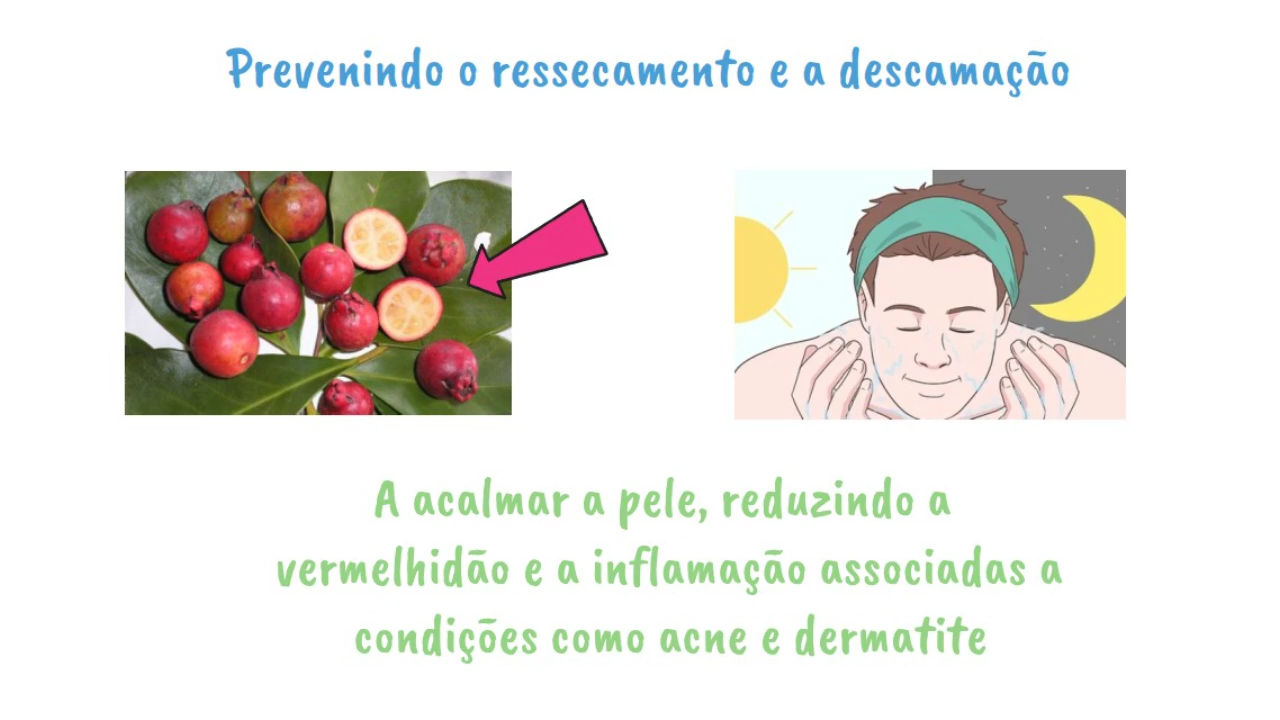 Prevenindo o ressecamento e a descamação
A acalmar a pele, reduzindo a
vermelhidão e a inflamação associadas a
condições como acne e dermatite